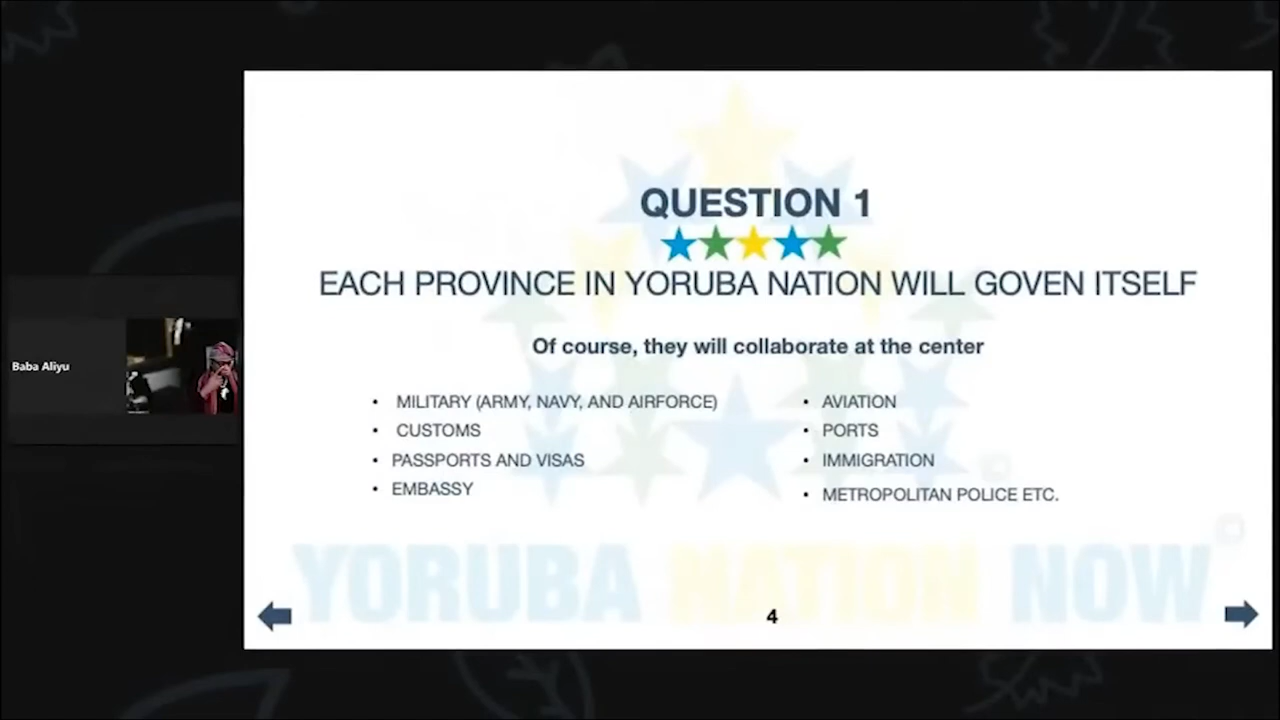 QUESTION 1
EACH PROVINCE IN YORUBA NATION WILL GOVEN ITSELF
Of course, they will collaborate at the center
• MILITARY (ARMY, NAVY, AND AIRFORCE)
• CUSTOMS
• PASSPORTS AND VISAS
• EMBASSY
• AVIATION
• PORTS
• IMMIGRATION
• METROPOLITAN POLICE ETC.
YORUBA NATION NOW
4
Baba Aliyu